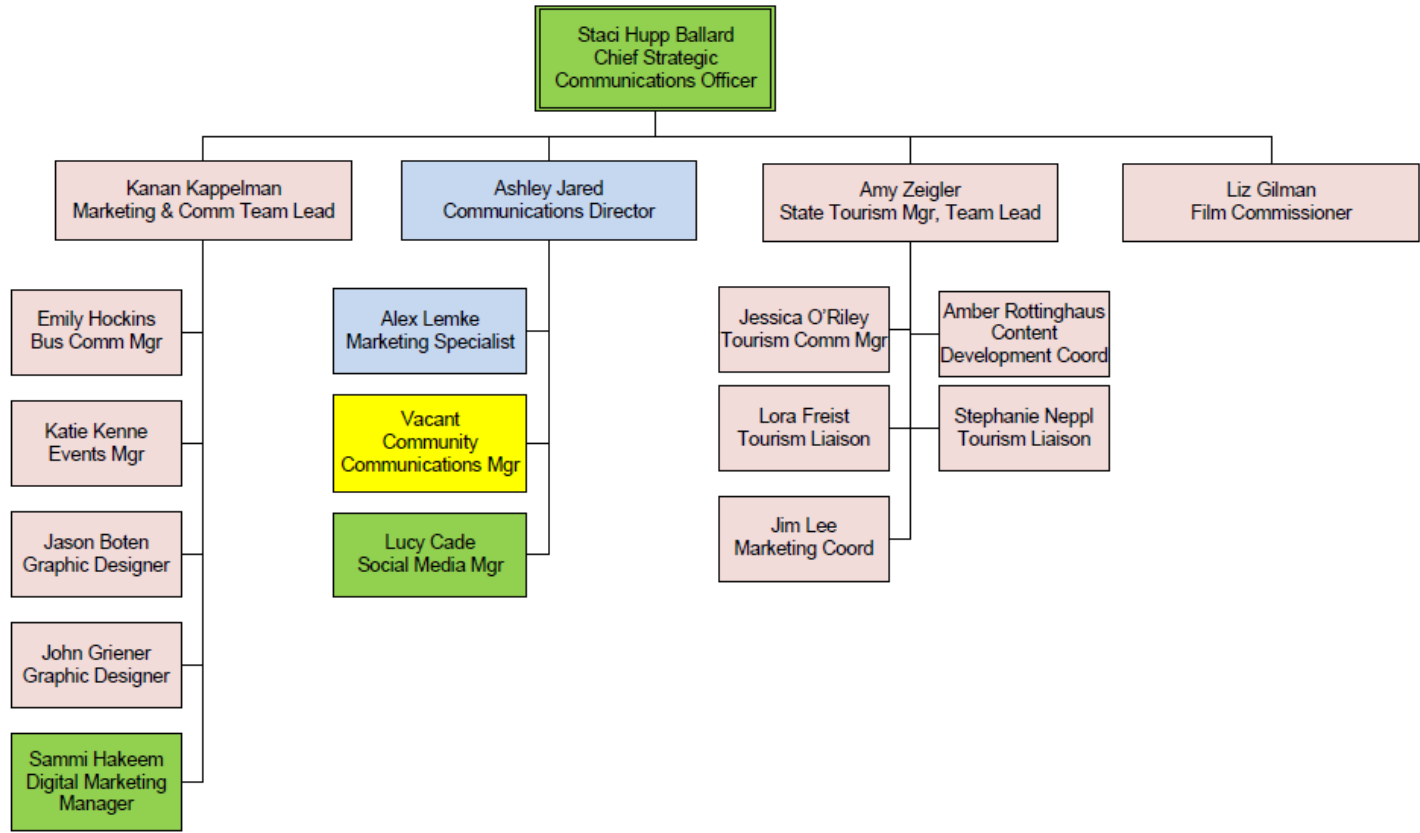 Staci Hupp Ballard
Chief Strategic
Communications Officer
Kanan Kappelman
Marketing & Comm Team Lead
Ashley Jared
Communications Director
Amy Zeigler
State Tourism Mgr, Team Lead
Liz Gilman
Film Commissioner
Emily Hockins
Bus Comm Mgr
Katie Kenne
Events Mgr
Jason Boten
Graphic Designer
John Griener
Graphic Designer
Sammi Hakeem
Digital Marketing
Manager
Alex Lemke
Marketing Specialist
Vacant
Community
Communications Mgr
Lucy Cade
Social Media Mgr
Jessica O'Riley
Tourism Comm Mgr
Amber Rottinghaus
Content
Development Coord
Lora Freist
Tourism Liaison
Stephanie Neppl
Tourism Liaison
Jim Lee
Marketing Coord